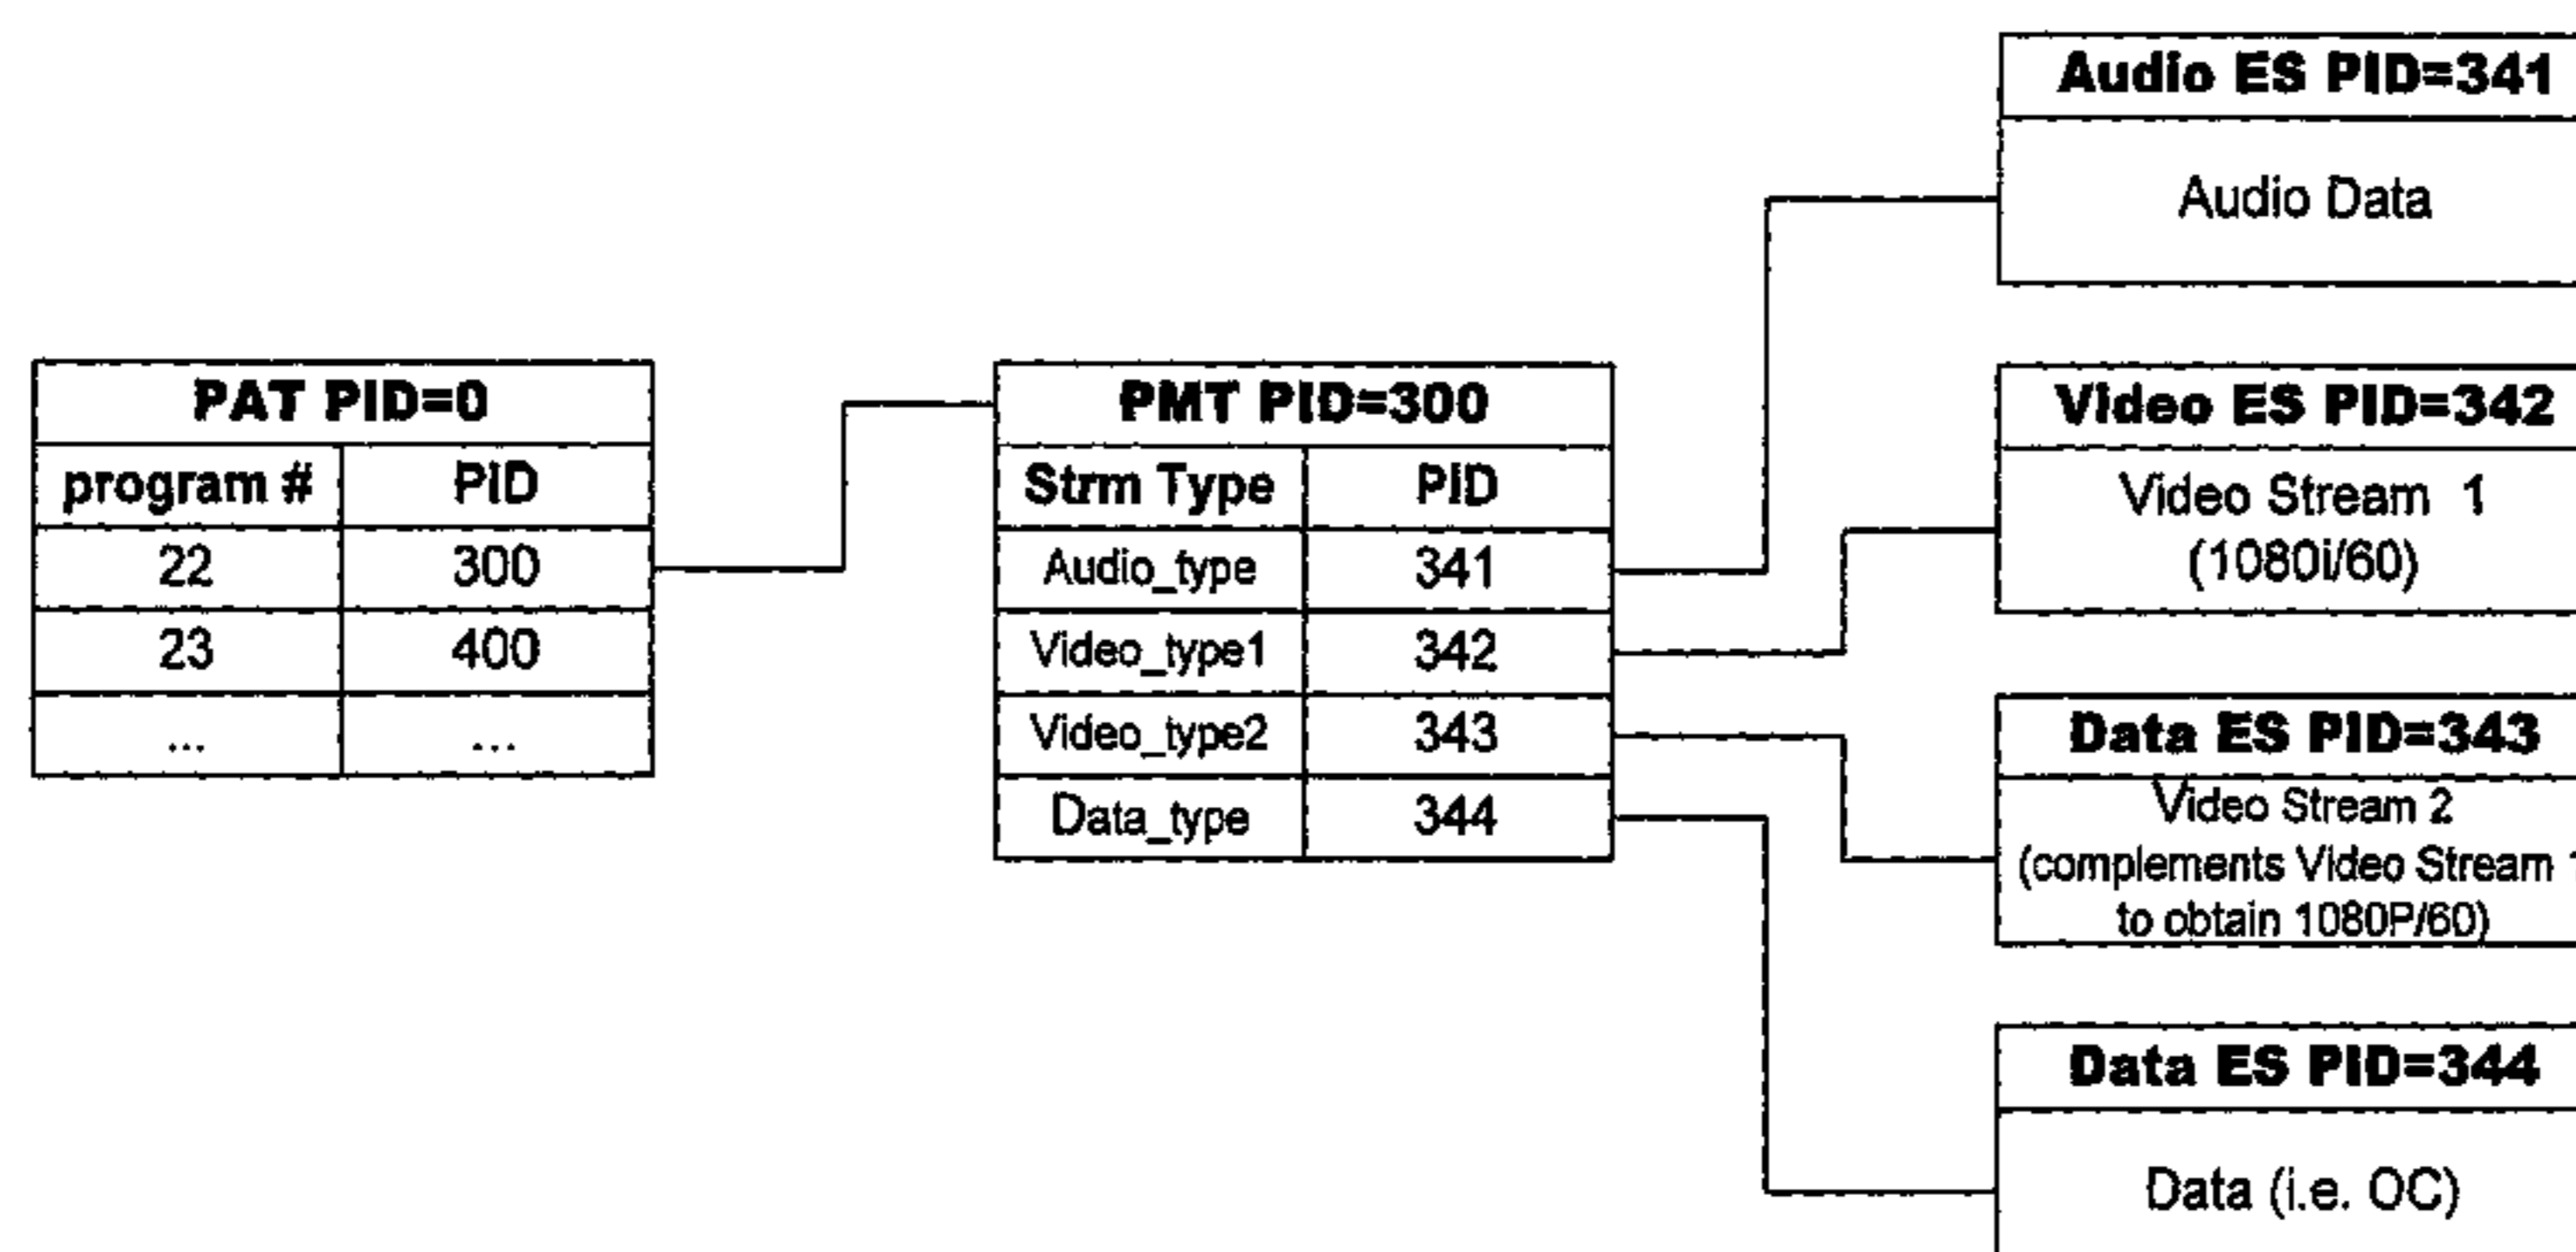 PAT PID=0
program # PID
22 300
23 400
... ...
PMT PID=300
Strm Type PID
Audio_type 341
Video_type1 342
Video_type2 343
Data_type 344
Audio ES PID=341
Audio Data
Video ES PID=342
Video Stream 1
(1080i/60)
Data ES PID=343
Video Stream 2
(complements Video Stream 1
to obtain 1080P/60)
Data ES PID=344
Data (i.e. OC)